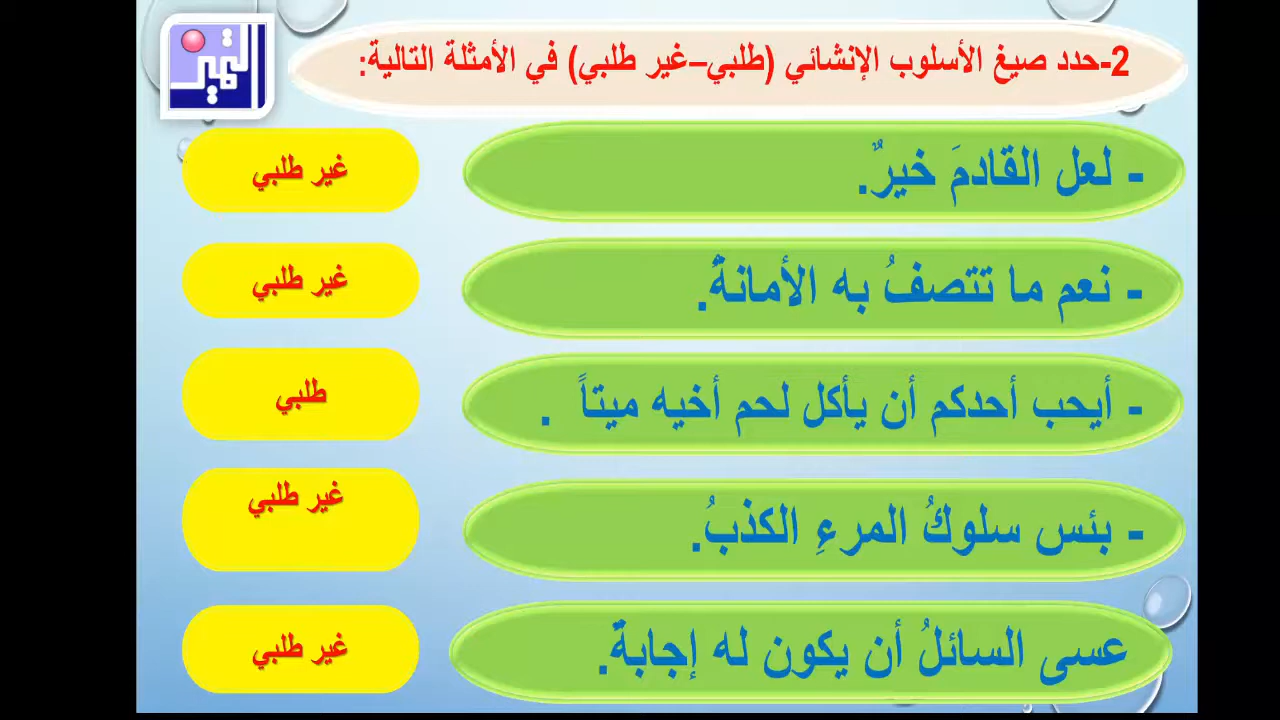 2-حدد صيغ الأسلوب الإنشائي (طلبي–غير طلبي) في الأمثلة التالية:
التميز
- لعل القادمَ خيرٌ.
غير طلبي
- نعم ما تتصفُ به الأمانةُ.
غير طلبي
- أيحب أحدكم أن يأكل لحم أخيه ميتاً .
طلبي
- بئس سلوكُ المرءِ الكذبُ.
غير طلبي
عسى السائلُ أن يكون له إجابةٌ.
غير طلبي